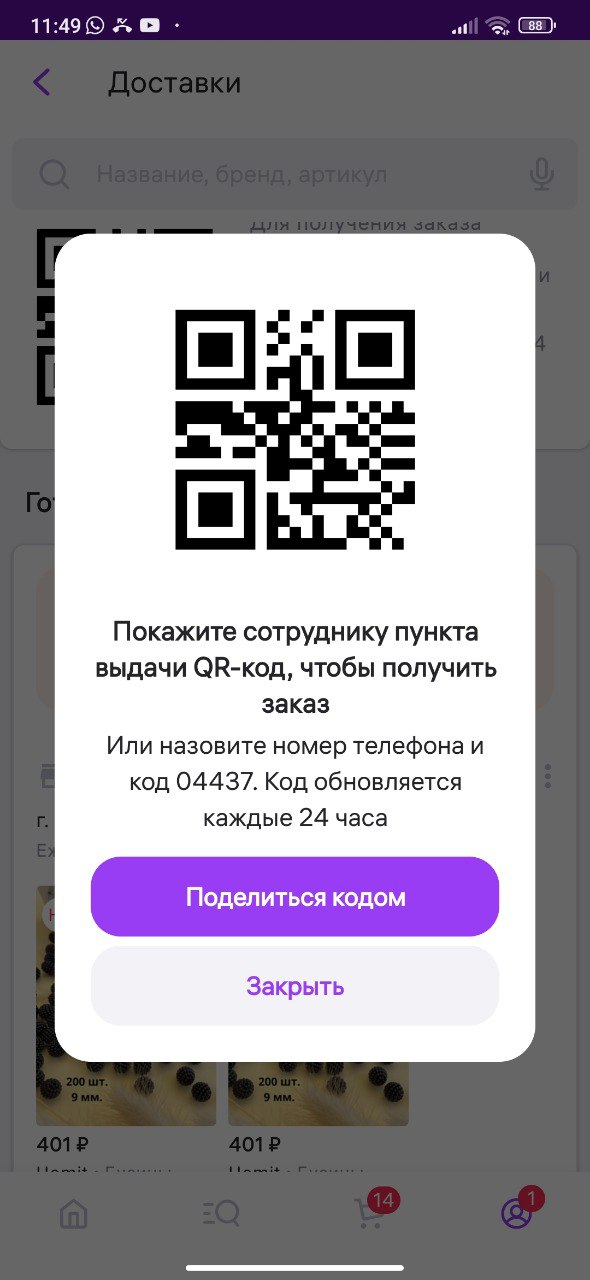 11:49
88
Доставки
Название, бренд, артикул
Для получения заказа
и
4
Покажите сотруднику пункта
выдачи QR-код, чтобы получить
заказ
Или назовите номер телефона и
код 04437. Код обновляется
каждые 24 часа
г.
Поделиться кодом
Закрыть
200 шт.
9 мм.
200 шт.
9 мм.
401 ₽
401 ₽
14
1